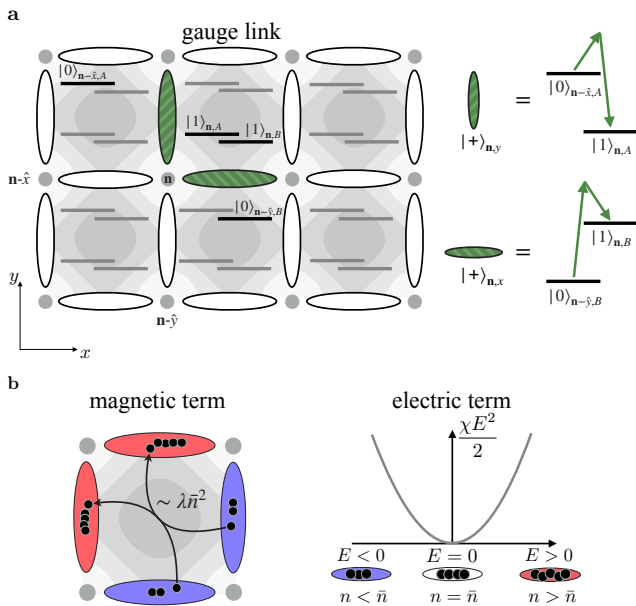 a
gauge link
|0⟩n−x̂,A
|1⟩n,A
|1⟩n,B
n-x̂
n
|0⟩n−ŷ,B
n-ŷ
y
x
|+⟩n,y
=
|0⟩n−x̂,A
|1⟩n,A
|+⟩n,x
=
|1⟩n,B
|0⟩n−ŷ,B
b
magnetic term
∼ λ̂n̄²
electric term
χE²
2
E < 0
E = 0
E > 0
n < n̄
n = n̄
n > n̄